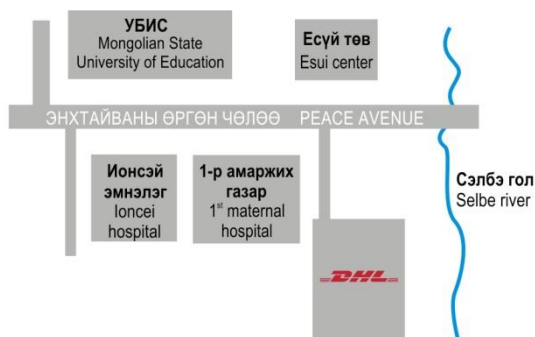 УБИС
Mongolian State
University of Education
Есүй төв
Esui center
ЭНХТАЙВАНЫ ӨРГӨН ЧӨЛӨӨ PEACE AVENUE
Ионсэй
эмнэлэг
Ioncei
hospital
1-р амаржих
газар
1st maternal
hospital
Сэлбэ гол
Selbe river
DHL